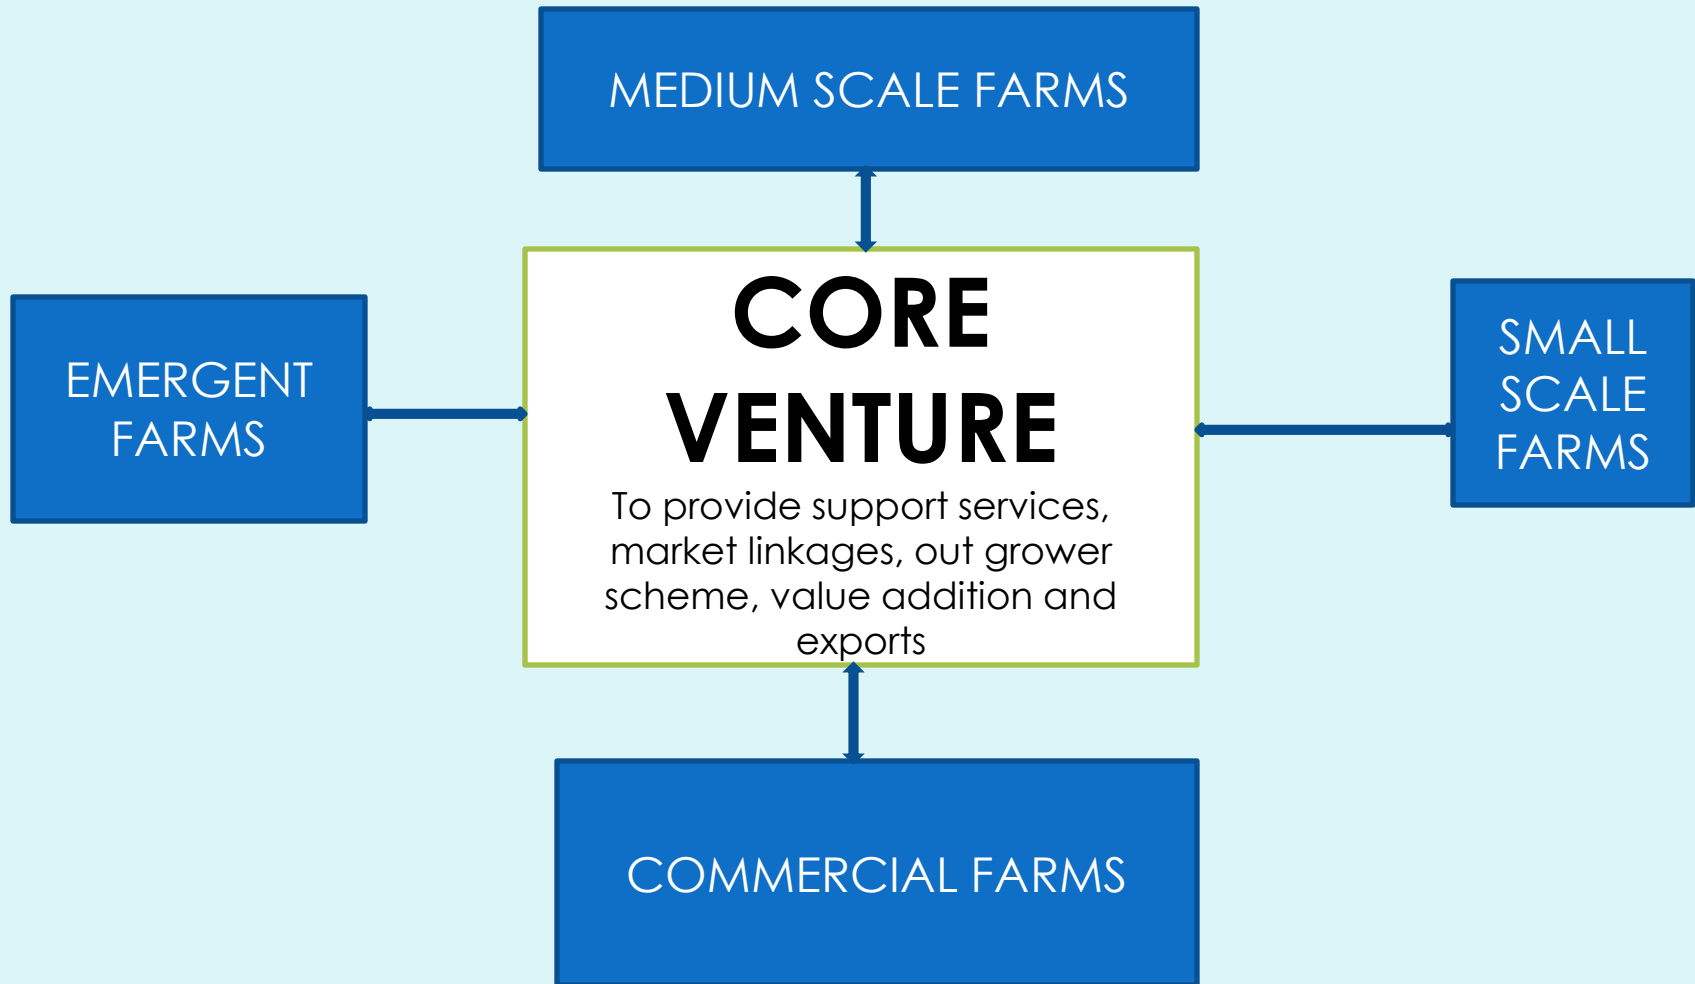 MEDIUM SCALE FARMS
EMERGENT
FARMS
CORE
VENTURE
To provide support services,
market linkages, out grower
scheme, value addition and
exports
SMALL
SCALE
FARMS
COMMERCIAL FARMS